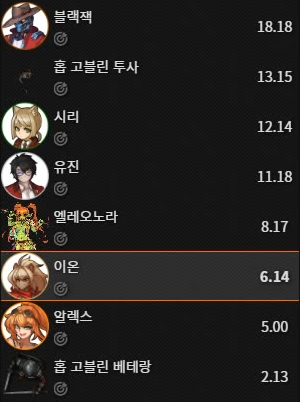 블랙잭
18.18
홉 고블린 투사
13.15
시리
12.14
유진
11.18
엘레오노라
8.17
이온
6.14
알렉스
5.00
홉 고블린 베테랑
2.13